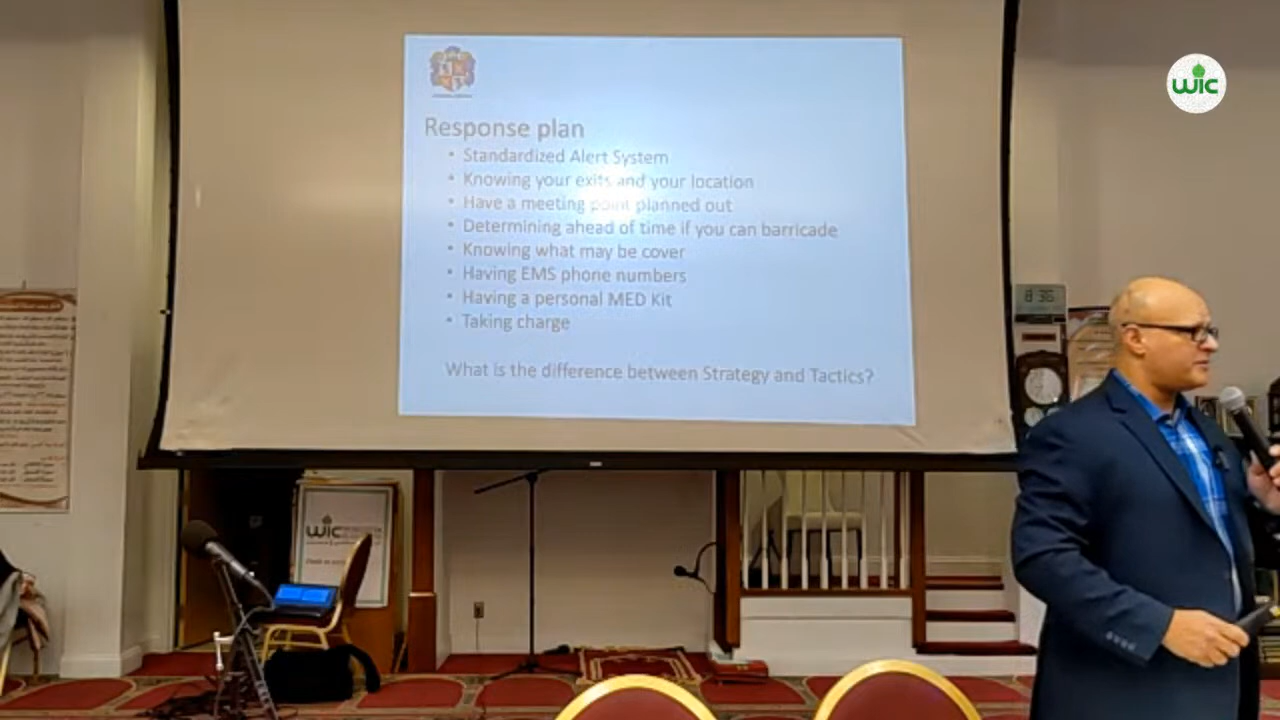 wic
Response plan
• Standardized Alert System
• Knowing your exits and your location
• Have a meeting point planned out
• Determining ahead of time if you can barricade
• Knowing what may be cover
• Having EMS phone numbers
• Having a personal MED Kit
• Taking charge
What is the difference between Strategy and Tactics?
8:36
wic